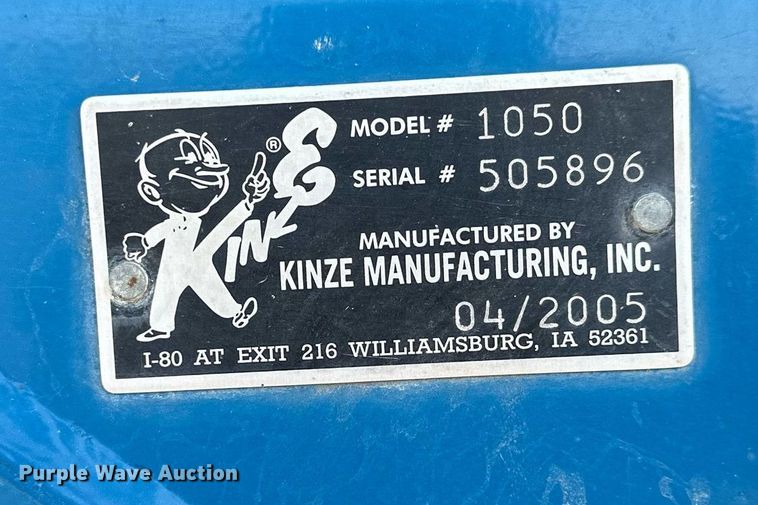 MODEL # 1050
SERIAL # 505896
KINZE ®
MANUFACTURED BY
KINZE MANUFACTURING, INC.
04/2005
I-80 AT EXIT 216 WILLIAMSBURG, IA 52361
Purple Wave Auction